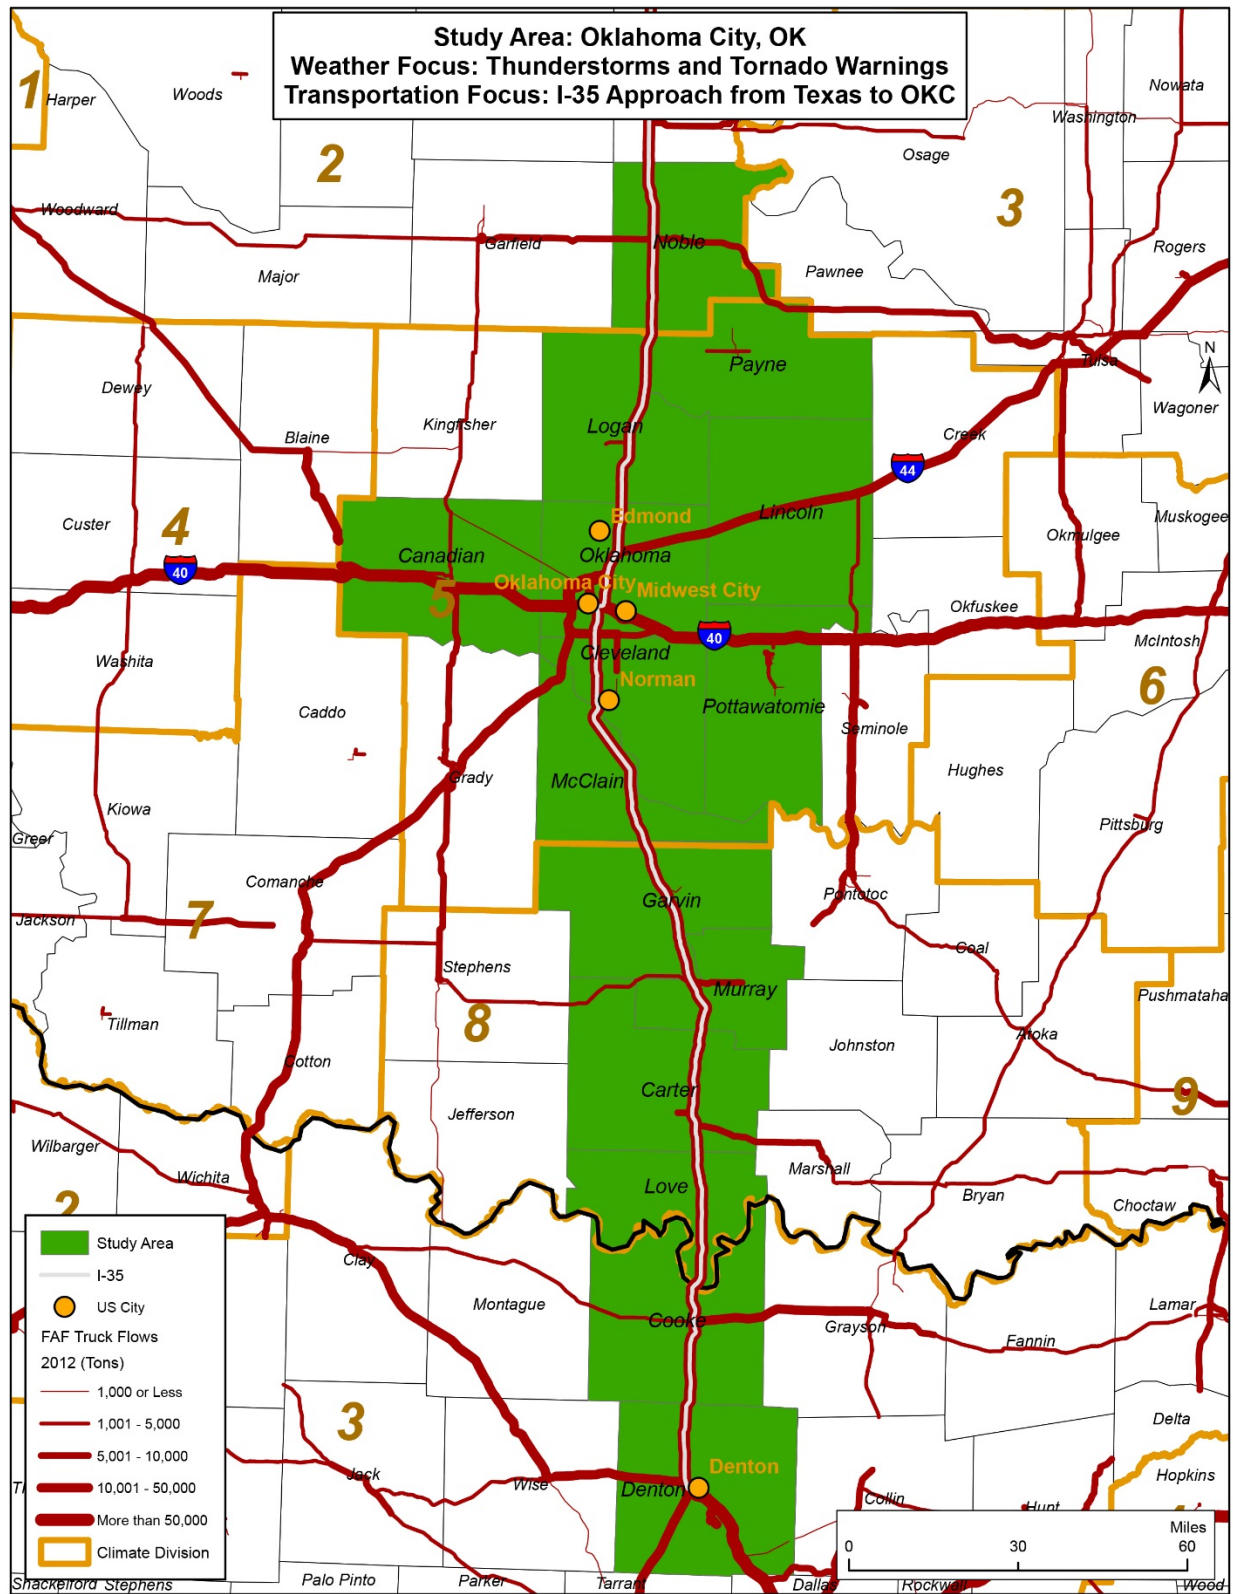 Study Area: Oklahoma City, OK
Weather Focus: Thunderstorms and Tornado Warnings
Transportation Focus: I-35 Approach from Texas to OKC
1
Harper
Woods
2
Nowata
Washington
Osage
3
Woodward
Garfield
Noble
Rogers
Major
Pawnee
N
Payne
Tulsa
Dewey
Wagoner
Kingfisher
Logan
Blaine
Creek
44
Edmond
Lincoln
Custer
4
Muskogee
Okmulgee
Canadian
Oklahoma
40
Oklahoma City
Midwest City
5
Okfuskee
40
McIntosh
Cleveland
Washita
Norman
6
Caddo
Pottawatomie
Seminole
Hughes
Grady
McClain
Kiowa
Pittsburg
Greer
Comanche
Garvin
Pontotoc
Jackson
7
Coal
Stephens
Murray
Pushmataha
Tillman
8
Johnston
Atoka
Cotton
Carter
9
Jefferson
Wilbarger
Marshall
Wichita
Love
Bryan
Choctaw
2
Clay
Montague
Cooke
Grayson
Lamar
Fannin
3
Delta
Jack
Wise
Denton
Denton
Hopkins
Collin
Hunt
Study Area
I-35
US City
FAF Truck Flows
2012 (Tons)
1,000 or Less
1,001 - 5,000
5,001 - 10,000
10,001 - 50,000
More than 50,000
Climate Division
Miles
0 30 60
Shackelford Stephens
Palo Pinto
Parker
Tarrant
Dallas
Rockwall
Wood